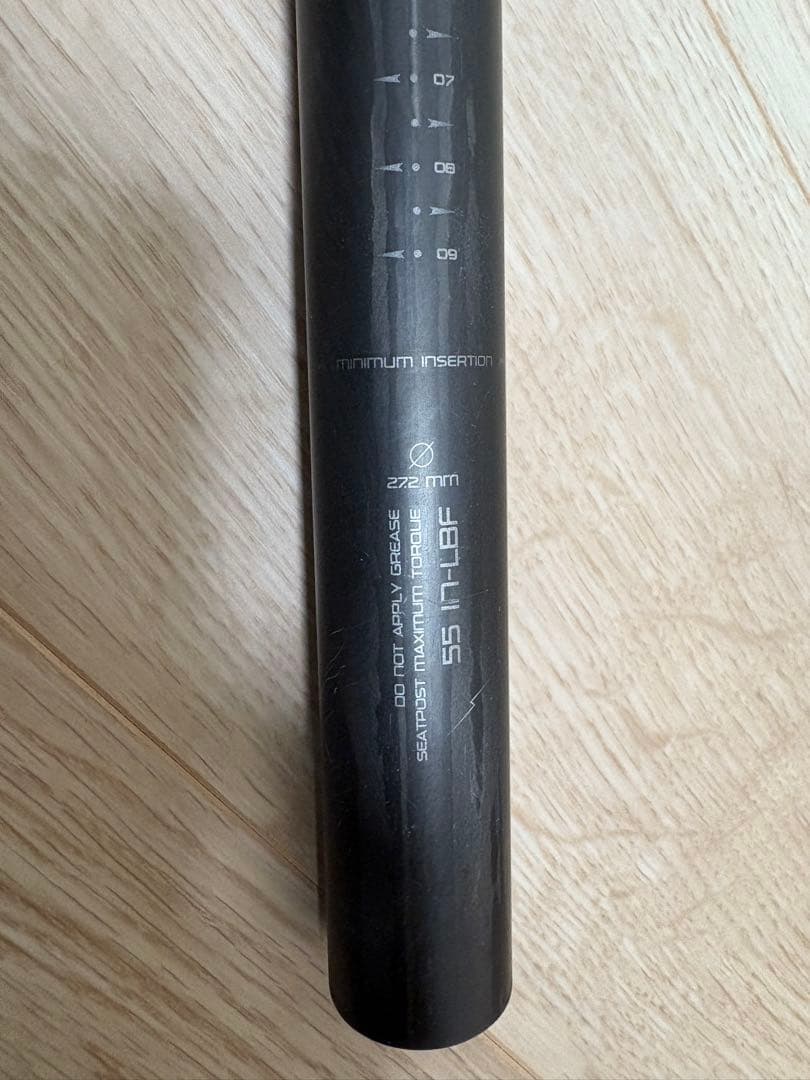 07
08
09
MINIMUM INSERTION
Ø
27.2 mm
DO NOT APPLY GREASE
SEATPOST MAXIMUM TORQUE
55 IN-LBF